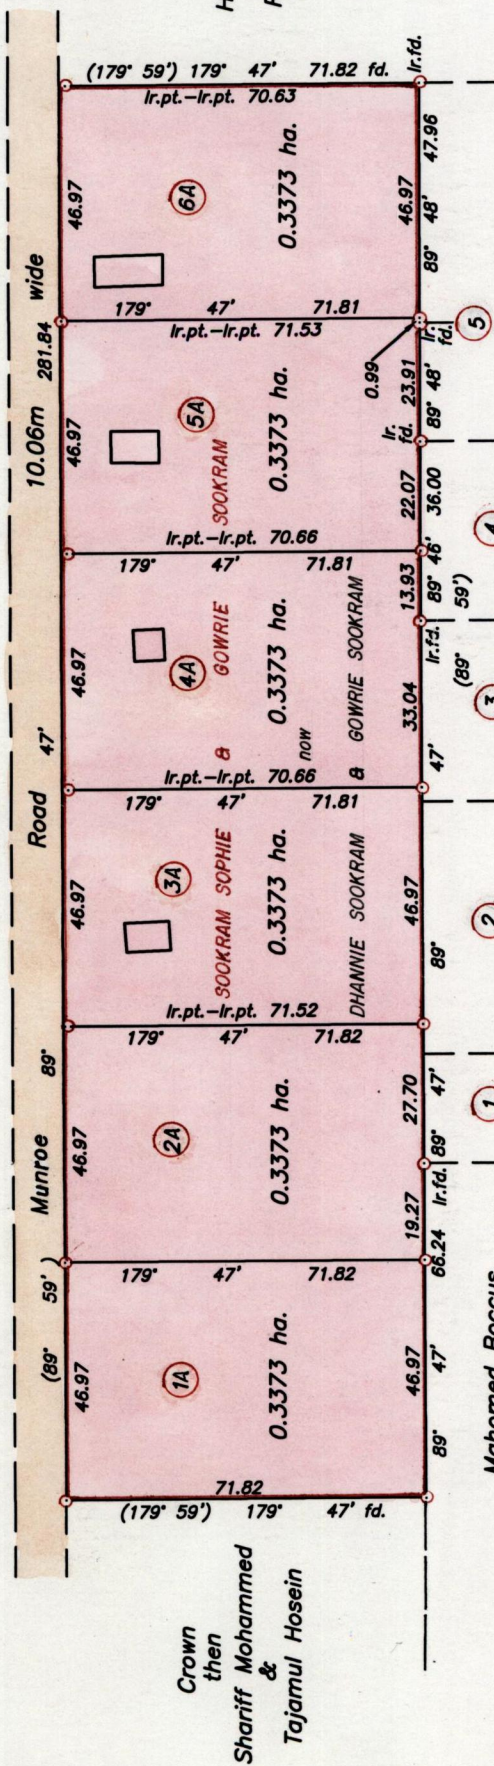 Munroe Road 10.06m wide
(89° 59') 89° 47' 281.84
46.97 46.97 46.97 46.97 46.97 46.97
1A 2A 3A 4A 5A 6A
0.3373 ha. 0.3373 ha. 0.3373 ha. 0.3373 ha. 0.3373 ha. 0.3373 ha.
SOOKRAM SOPHIE & GOWRIE SOOKRAM
now
DHANNIE SOOKRAM & GOWRIE SOOKRAM
71.82
(179° 59') 179° 47' fd.
179° 47' 71.82
179° 47' 71.82
Ir.pt.-Ir.pt. 71.52
179° 47' 71.81
Ir.pt.-Ir.pt. 70.66
179° 47' 71.81
Ir.pt.-Ir.pt. 70.66
179° 47' 71.81
Ir.pt.-Ir.pt. 71.53
(179° 59') 179° 47' 71.82 fd.
Ir.pt.-Ir.pt. 70.63
Ir.fd.
46.97 19.27 27.70 46.97 33.04 13.93 22.07 23.91 46.97
0.99
89° 47' 66.24 Ir.fd. 89° 47' 89° 47' Ir.fd. 89° 46' 36.00 Ir. fd. 89° 48' Ir. fd. 89° 48' 47.96
(89° 59')
1 2 3 4 5
Crown
then
Shariff Mohammed
&
Tajamul Hosein
Mahomed